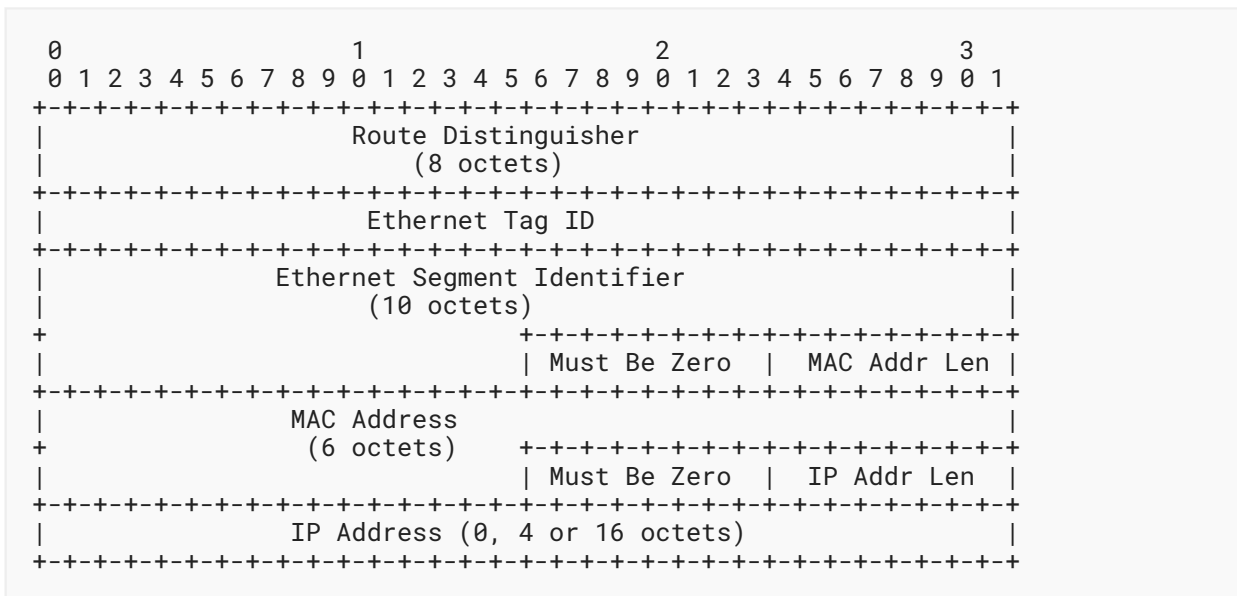 0                   1                   2                   3
 0 1 2 3 4 5 6 7 8 9 0 1 2 3 4 5 6 7 8 9 0 1 2 3 4 5 6 7 8 9 0 1
+-+-+-+-+-+-+-+-+-+-+-+-+-+-+-+-+-+-+-+-+-+-+-+-+-+-+-+-+-+-+-+-+
|                    Route Distinguisher                        |
|                        (8 octets)                             |
+-+-+-+-+-+-+-+-+-+-+-+-+-+-+-+-+-+-+-+-+-+-+-+-+-+-+-+-+-+-+-+-+
|                     Ethernet Tag ID                           |
+-+-+-+-+-+-+-+-+-+-+-+-+-+-+-+-+-+-+-+-+-+-+-+-+-+-+-+-+-+-+-+-+
|               Ethernet Segment Identifier                     |
|                     (10 octets)                               |
+                               +-+-+-+-+-+-+-+-+-+-+-+-+-+-+-+-+
|                               | Must Be Zero  |  MAC Addr Len |
+-+-+-+-+-+-+-+-+-+-+-+-+-+-+-+-+-+-+-+-+-+-+-+-+-+-+-+-+-+-+-+-+
|                MAC Address                                    |
+                 (6 octets)    +-+-+-+-+-+-+-+-+-+-+-+-+-+-+-+-+
|                               | Must Be Zero  |  IP Addr Len  |
+-+-+-+-+-+-+-+-+-+-+-+-+-+-+-+-+-+-+-+-+-+-+-+-+-+-+-+-+-+-+-+-+
|                IP Address (0, 4 or 16 octets)                 |
+-+-+-+-+-+-+-+-+-+-+-+-+-+-+-+-+-+-+-+-+-+-+-+-+-+-+-+-+-+-+-+-+